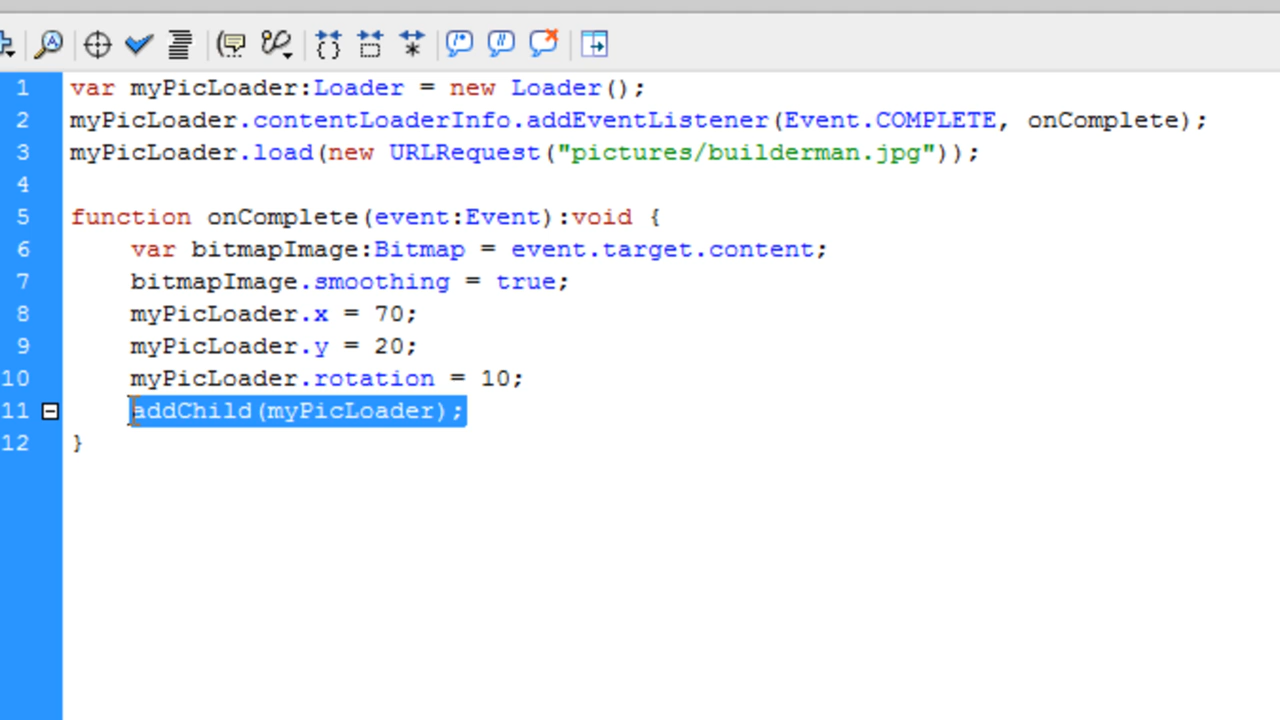 1 var myPicLoader:Loader = new Loader();
2 myPicLoader.contentLoaderInfo.addEventListener(Event.COMPLETE, onComplete);
3 myPicLoader.load(new URLRequest("pictures/builderman.jpg"));
4
5 function onComplete(event:Event):void {
6 var bitmapImage:Bitmap = event.target.content;
7 bitmapImage.smoothing = true;
8 myPicLoader.x = 70;
9 myPicLoader.y = 20;
10 myPicLoader.rotation = 10;
11 addChild(myPicLoader);
12 }